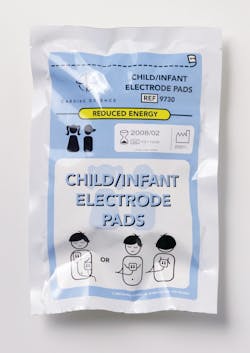 CARDIAC SCIENCE
CHILD/INFANT
ELECTRODE PADS
REF 9730
REDUCED ENERGY
2008/02
CHILD/INFANT
ELECTRODE
PADS
OR